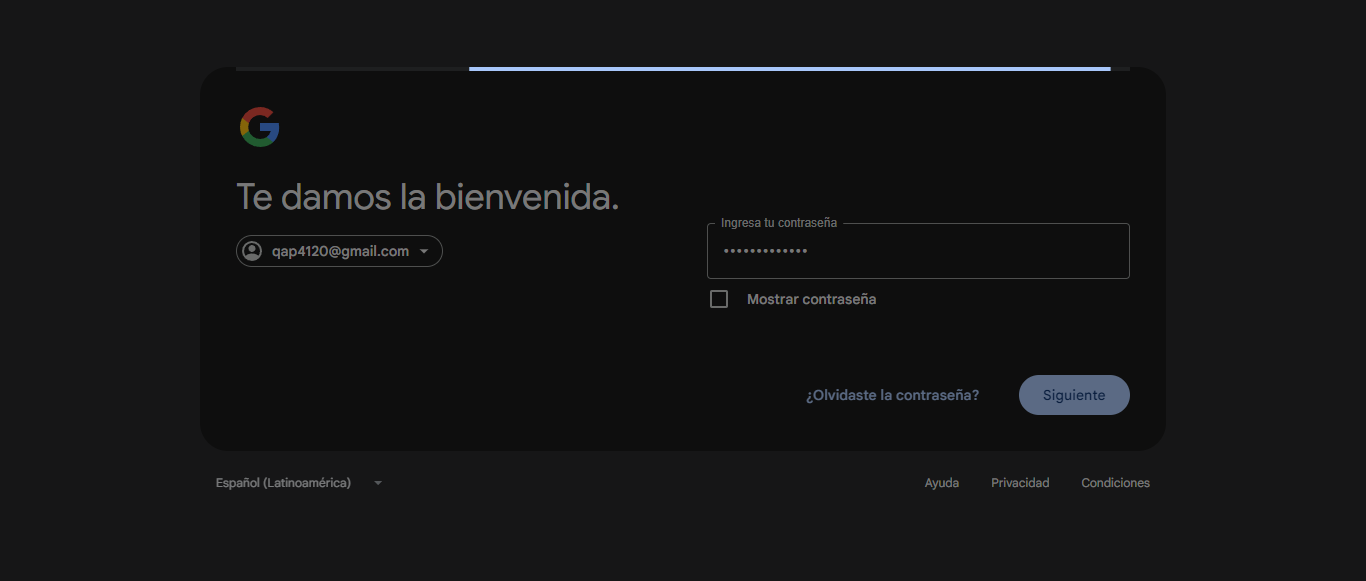 Te damos la bienvenida.
qap4120@gmail.com
Ingresa tu contraseña
•••••••••••••
Mostrar contraseña
¿Olvidaste la contraseña?
Siguiente
Español (Latinoamérica)
Ayuda
Privacidad
Condiciones